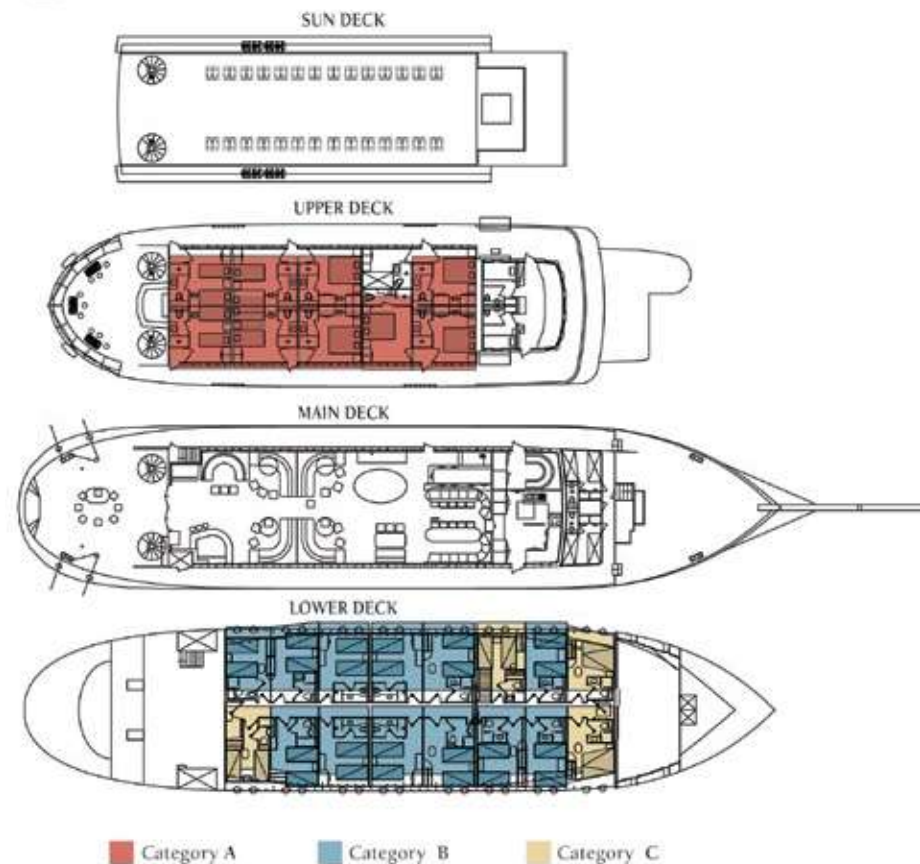 SUN DECK
UPPER DECK
MAIN DECK
LOWER DECK
Category A
Category B
Category C